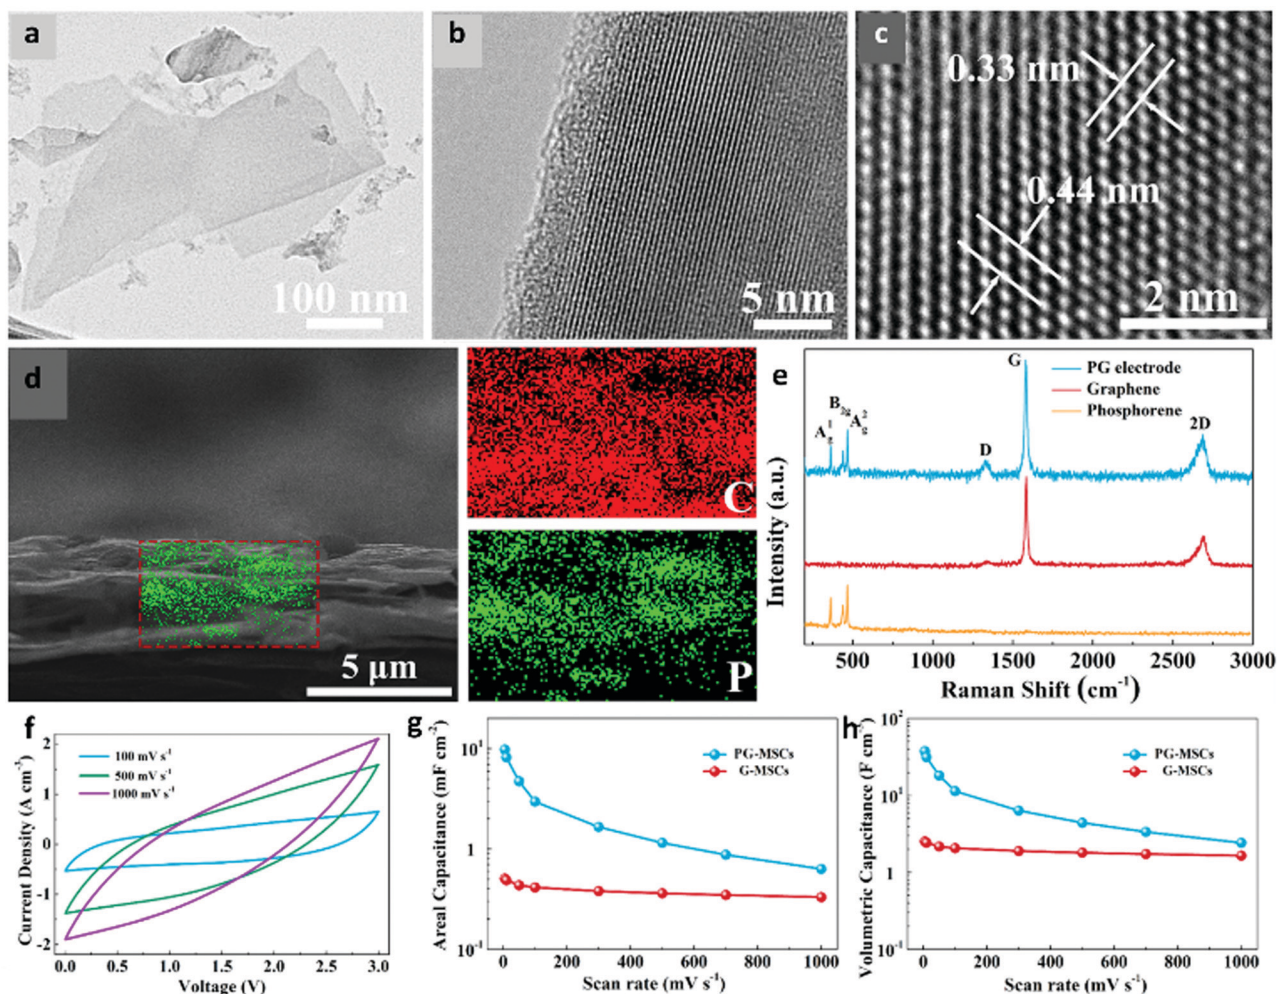 a
100 nm
b
5 nm
c
0.33 nm
0.44 nm
2 nm
d
5 μm
C
P
e
G
PG electrode
Graphene
Phosphorene
A¹g
B2g
A²g
D
2D
Intensity (a.u.)
500 1000 1500 2000 2500 3000
Raman Shift (cm⁻¹)
f
100 mV s⁻¹
500 mV s⁻¹
1000 mV s⁻¹
2
1
0
-1
-2
Current Density (A cm⁻³)
0.0 0.5 1.0 1.5 2.0 2.5 3.0
Voltage (V)
g
PG-MSCs
G-MSCs
10¹
1
10⁻¹
Areal Capacitance (mF cm⁻²)
0 200 400 600 800 1000
Scan rate (mV s⁻¹)
h
PG-MSCs
G-MSCs
10²
10¹
1
10⁻¹
Volumetric Capacitance (F cm⁻³)
0 200 400 600 800 1000
Scan rate (mV s⁻¹)